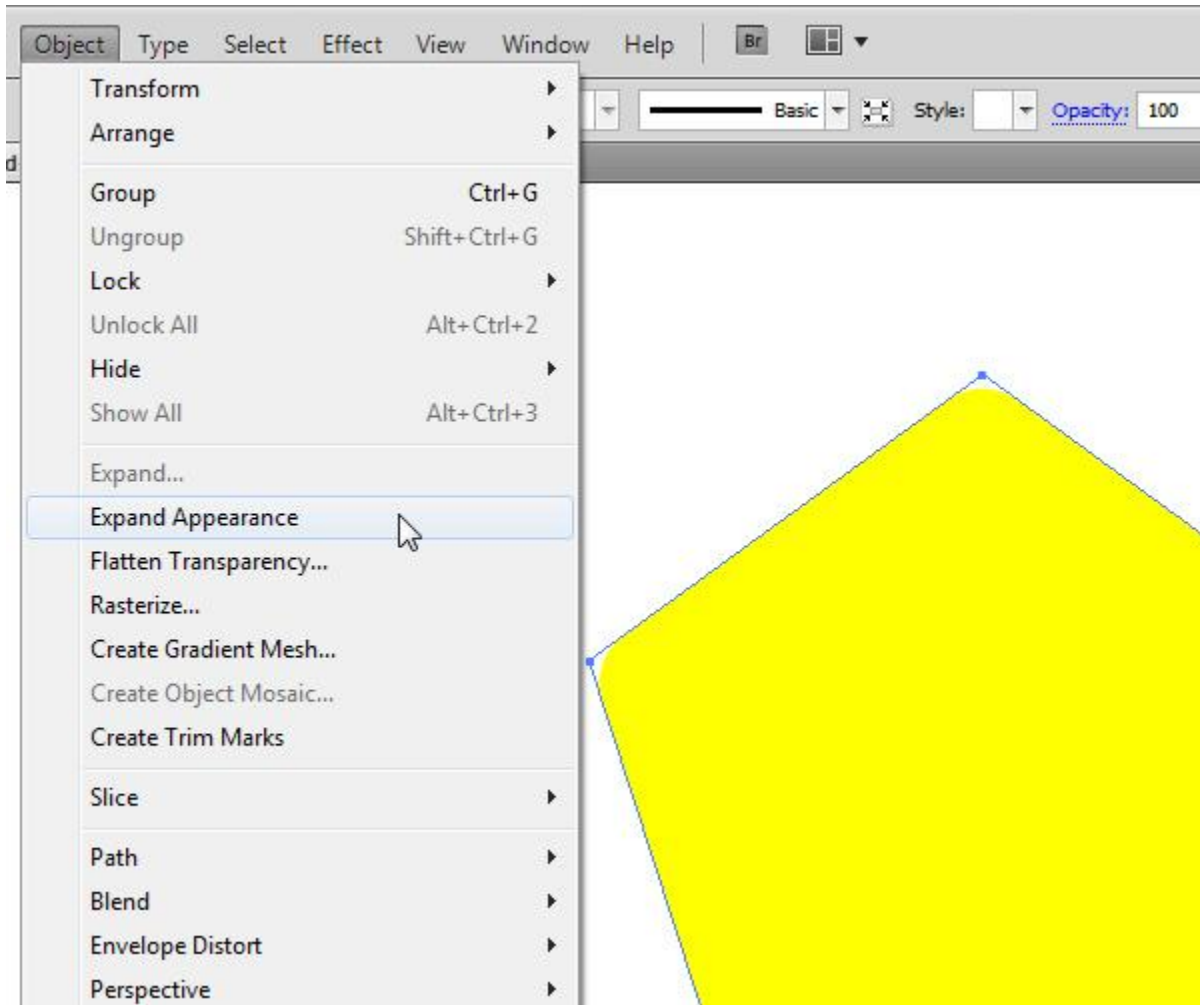 Object Type Select Effect View Window Help Br
Basic Style: Opacity: 100
d
Transform
Arrange
Group Ctrl+G
Ungroup Shift+Ctrl+G
Lock
Unlock All Alt+Ctrl+2
Hide
Show All Alt+Ctrl+3
Expand...
Expand Appearance
Flatten Transparency...
Rasterize...
Create Gradient Mesh...
Create Object Mosaic...
Create Trim Marks
Slice
Path
Blend
Envelope Distort
Perspective